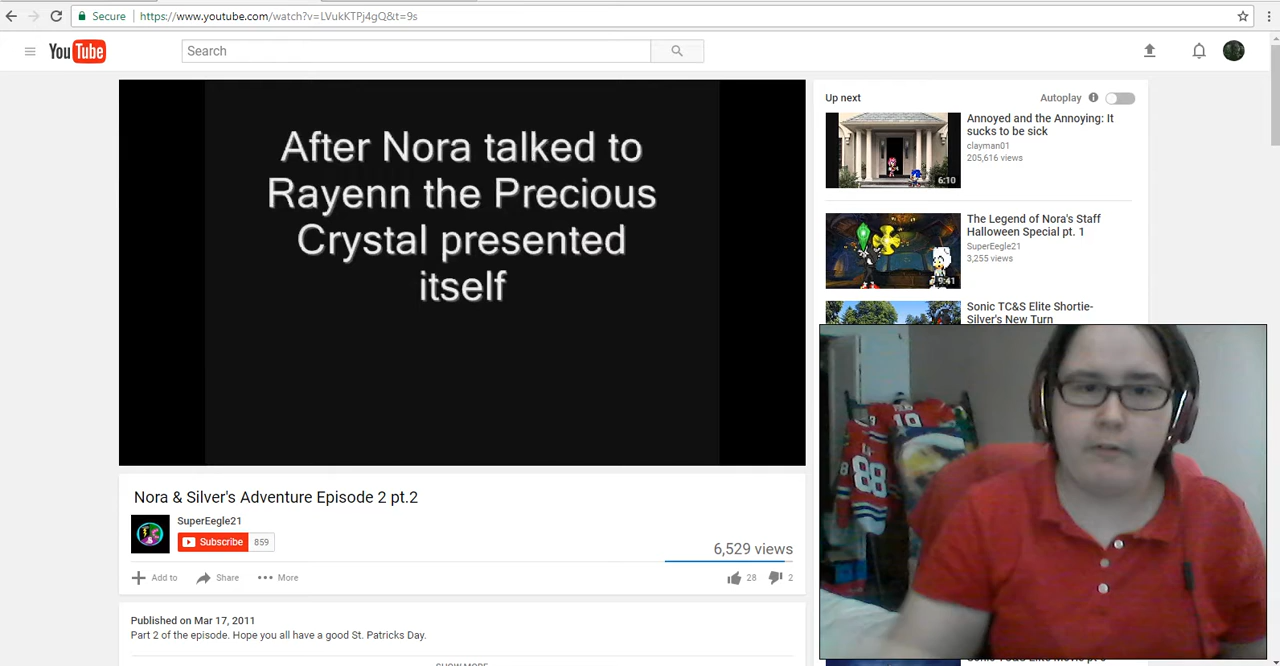 Secure https://www.youtube.com/watch?v=LVukKTPj4gQ&t=9s
YouTube
Search
After Nora talked to
Rayenn the Precious
Crystal presented
itself
Up next
Autoplay
Annoyed and the Annoying: It
sucks to be sick
clayman01
205,616 views
6:10
The Legend of Nora's Staff
Halloween Special pt. 1
SuperEegle21
3,255 views
9:41
Sonic TC&S Elite Shortie-
Silver's New Turn
Nora & Silver's Adventure Episode 2 pt.2
SuperEegle21
Subscribe 859
6,529 views
Add to Share More
28 2
Published on Mar 17, 2011
Part 2 of the episode. Hope you all have a good St. Patricks Day.
SHOW MORE
19
88